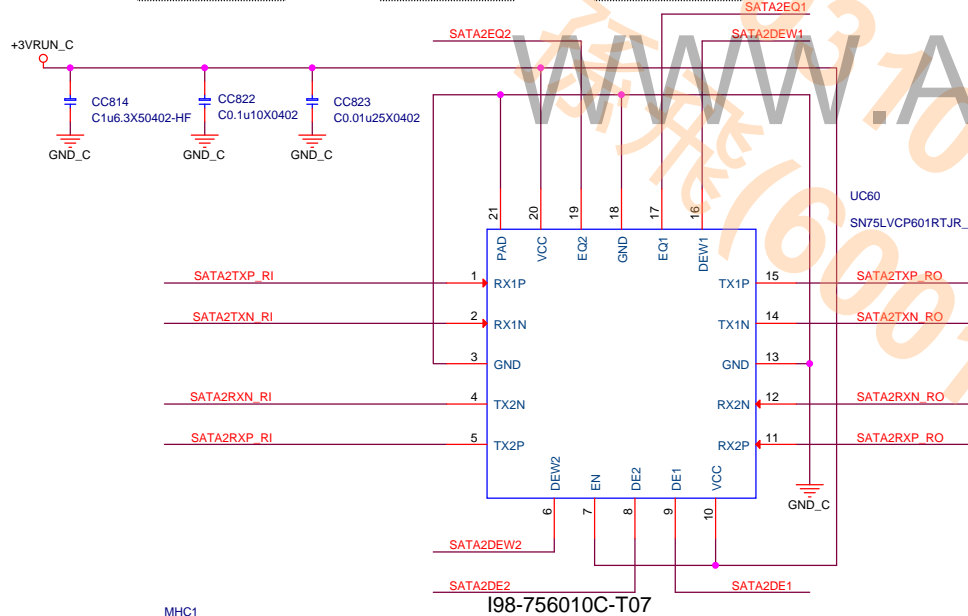 SATA2EQ1
SATA2EQ2
SATA2DEW1
WWW.A
+3VRUN_C
CC814
C1u6.3X50402-HF
GND_C
CC822
C0.1u10X0402
GND_C
CC823
C0.01u25X0402
GND_C
UC60
SN75LVCP601RTJR_
21
20
19
18
17
16
PAD
VCC
EQ2
GND
EQ1
DEW1
SATA2TXP_RI
1
RX1P
TX1P
15
SATA2TXP_RO
SATA2TXN_RI
2
RX1N
TX1N
14
SATA2TXN_RO
3
GND
GND
13
SATA2RXN_RI
4
TX2N
RX2N
12
SATA2RXN_RO
SATA2RXP_RI
5
TX2P
RX2P
11
SATA2RXP_RO
DEW2
EN
DE2
DE1
VCC
6
7
8
9
10
GND_C
SATA2DEW2
SATA2DE2
SATA2DE1
I98-756010C-T07
MHC1